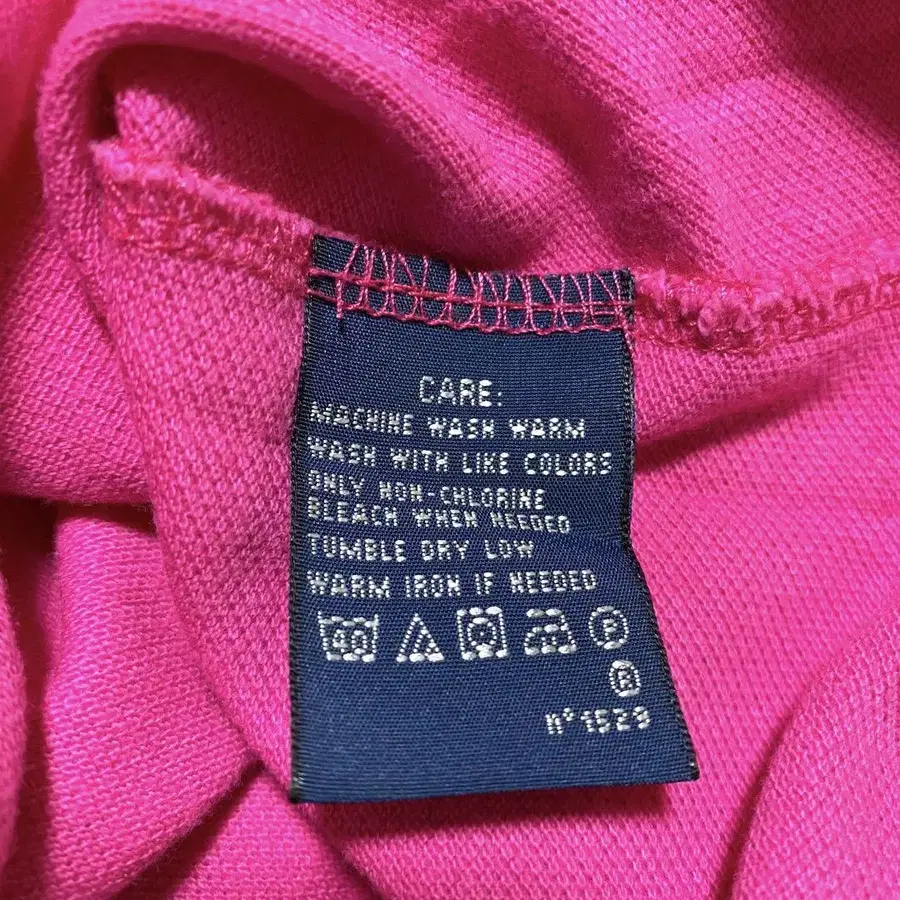 CARE:
MACHINE WASH WARM
WASH WITH LIKE COLORS
ONLY NON-CHLORINE
BLEACH WHEN NEEDED
TUMBLE DRY LOW
WARM IRON IF NEEDED
40 P
®
n°1529